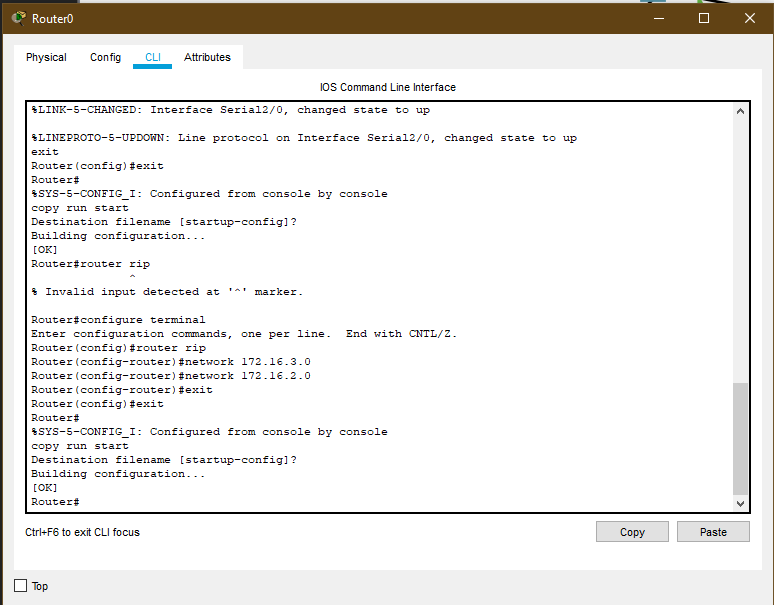 Router0
Physical Config CLI Attributes
IOS Command Line Interface
%LINK-5-CHANGED: Interface Serial2/0, changed state to up
%LINEPROTO-5-UPDOWN: Line protocol on Interface Serial2/0, changed state to up
exit
Router(config)#exit
Router#
%SYS-5-CONFIG_I: Configured from console by console
copy run start
Destination filename [startup-config]?
Building configuration...
[OK]
Router#router rip
^
% Invalid input detected at '^' marker.
Router#configure terminal
Enter configuration commands, one per line.  End with CNTL/Z.
Router(config)#router rip
Router(config-router)#network 172.16.3.0
Router(config-router)#network 172.16.2.0
Router(config-router)#exit
Router(config)#exit
Router#
%SYS-5-CONFIG_I: Configured from console by console
copy run start
Destination filename [startup-config]?
Building configuration...
[OK]
Router#
Ctrl+F6 to exit CLI focus
Copy Paste
Top